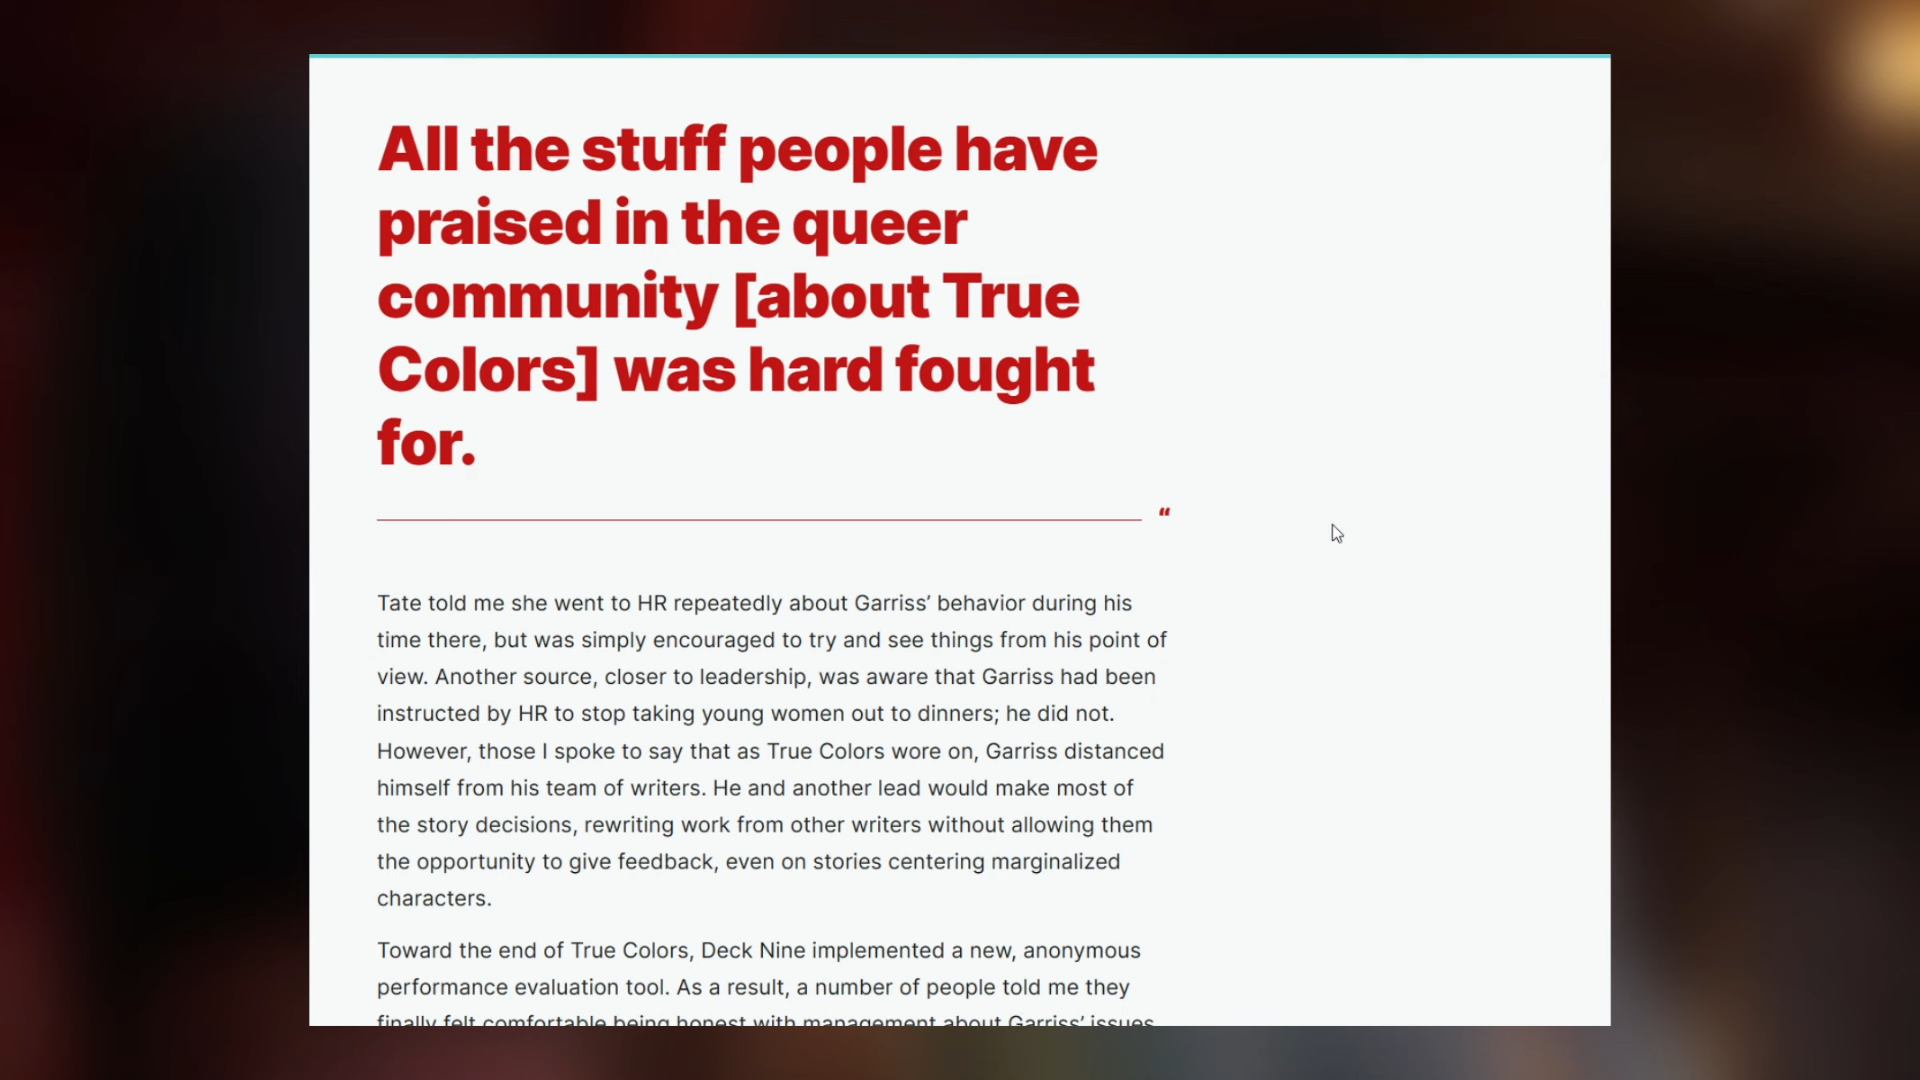 All the stuff people have
praised in the queer
community [about True
Colors] was hard fought
for.
“
Tate told me she went to HR repeatedly about Garriss’ behavior during his
time there, but was simply encouraged to try and see things from his point of
view. Another source, closer to leadership, was aware that Garriss had been
instructed by HR to stop taking young women out to dinners; he did not.
However, those I spoke to say that as True Colors wore on, Garriss distanced
himself from his team of writers. He and another lead would make most of
the story decisions, rewriting work from other writers without allowing them
the opportunity to give feedback, even on stories centering marginalized
characters.
Toward the end of True Colors, Deck Nine implemented a new, anonymous
performance evaluation tool. As a result, a number of people told me they
finally felt comfortable being honest with management about Garriss’ issues